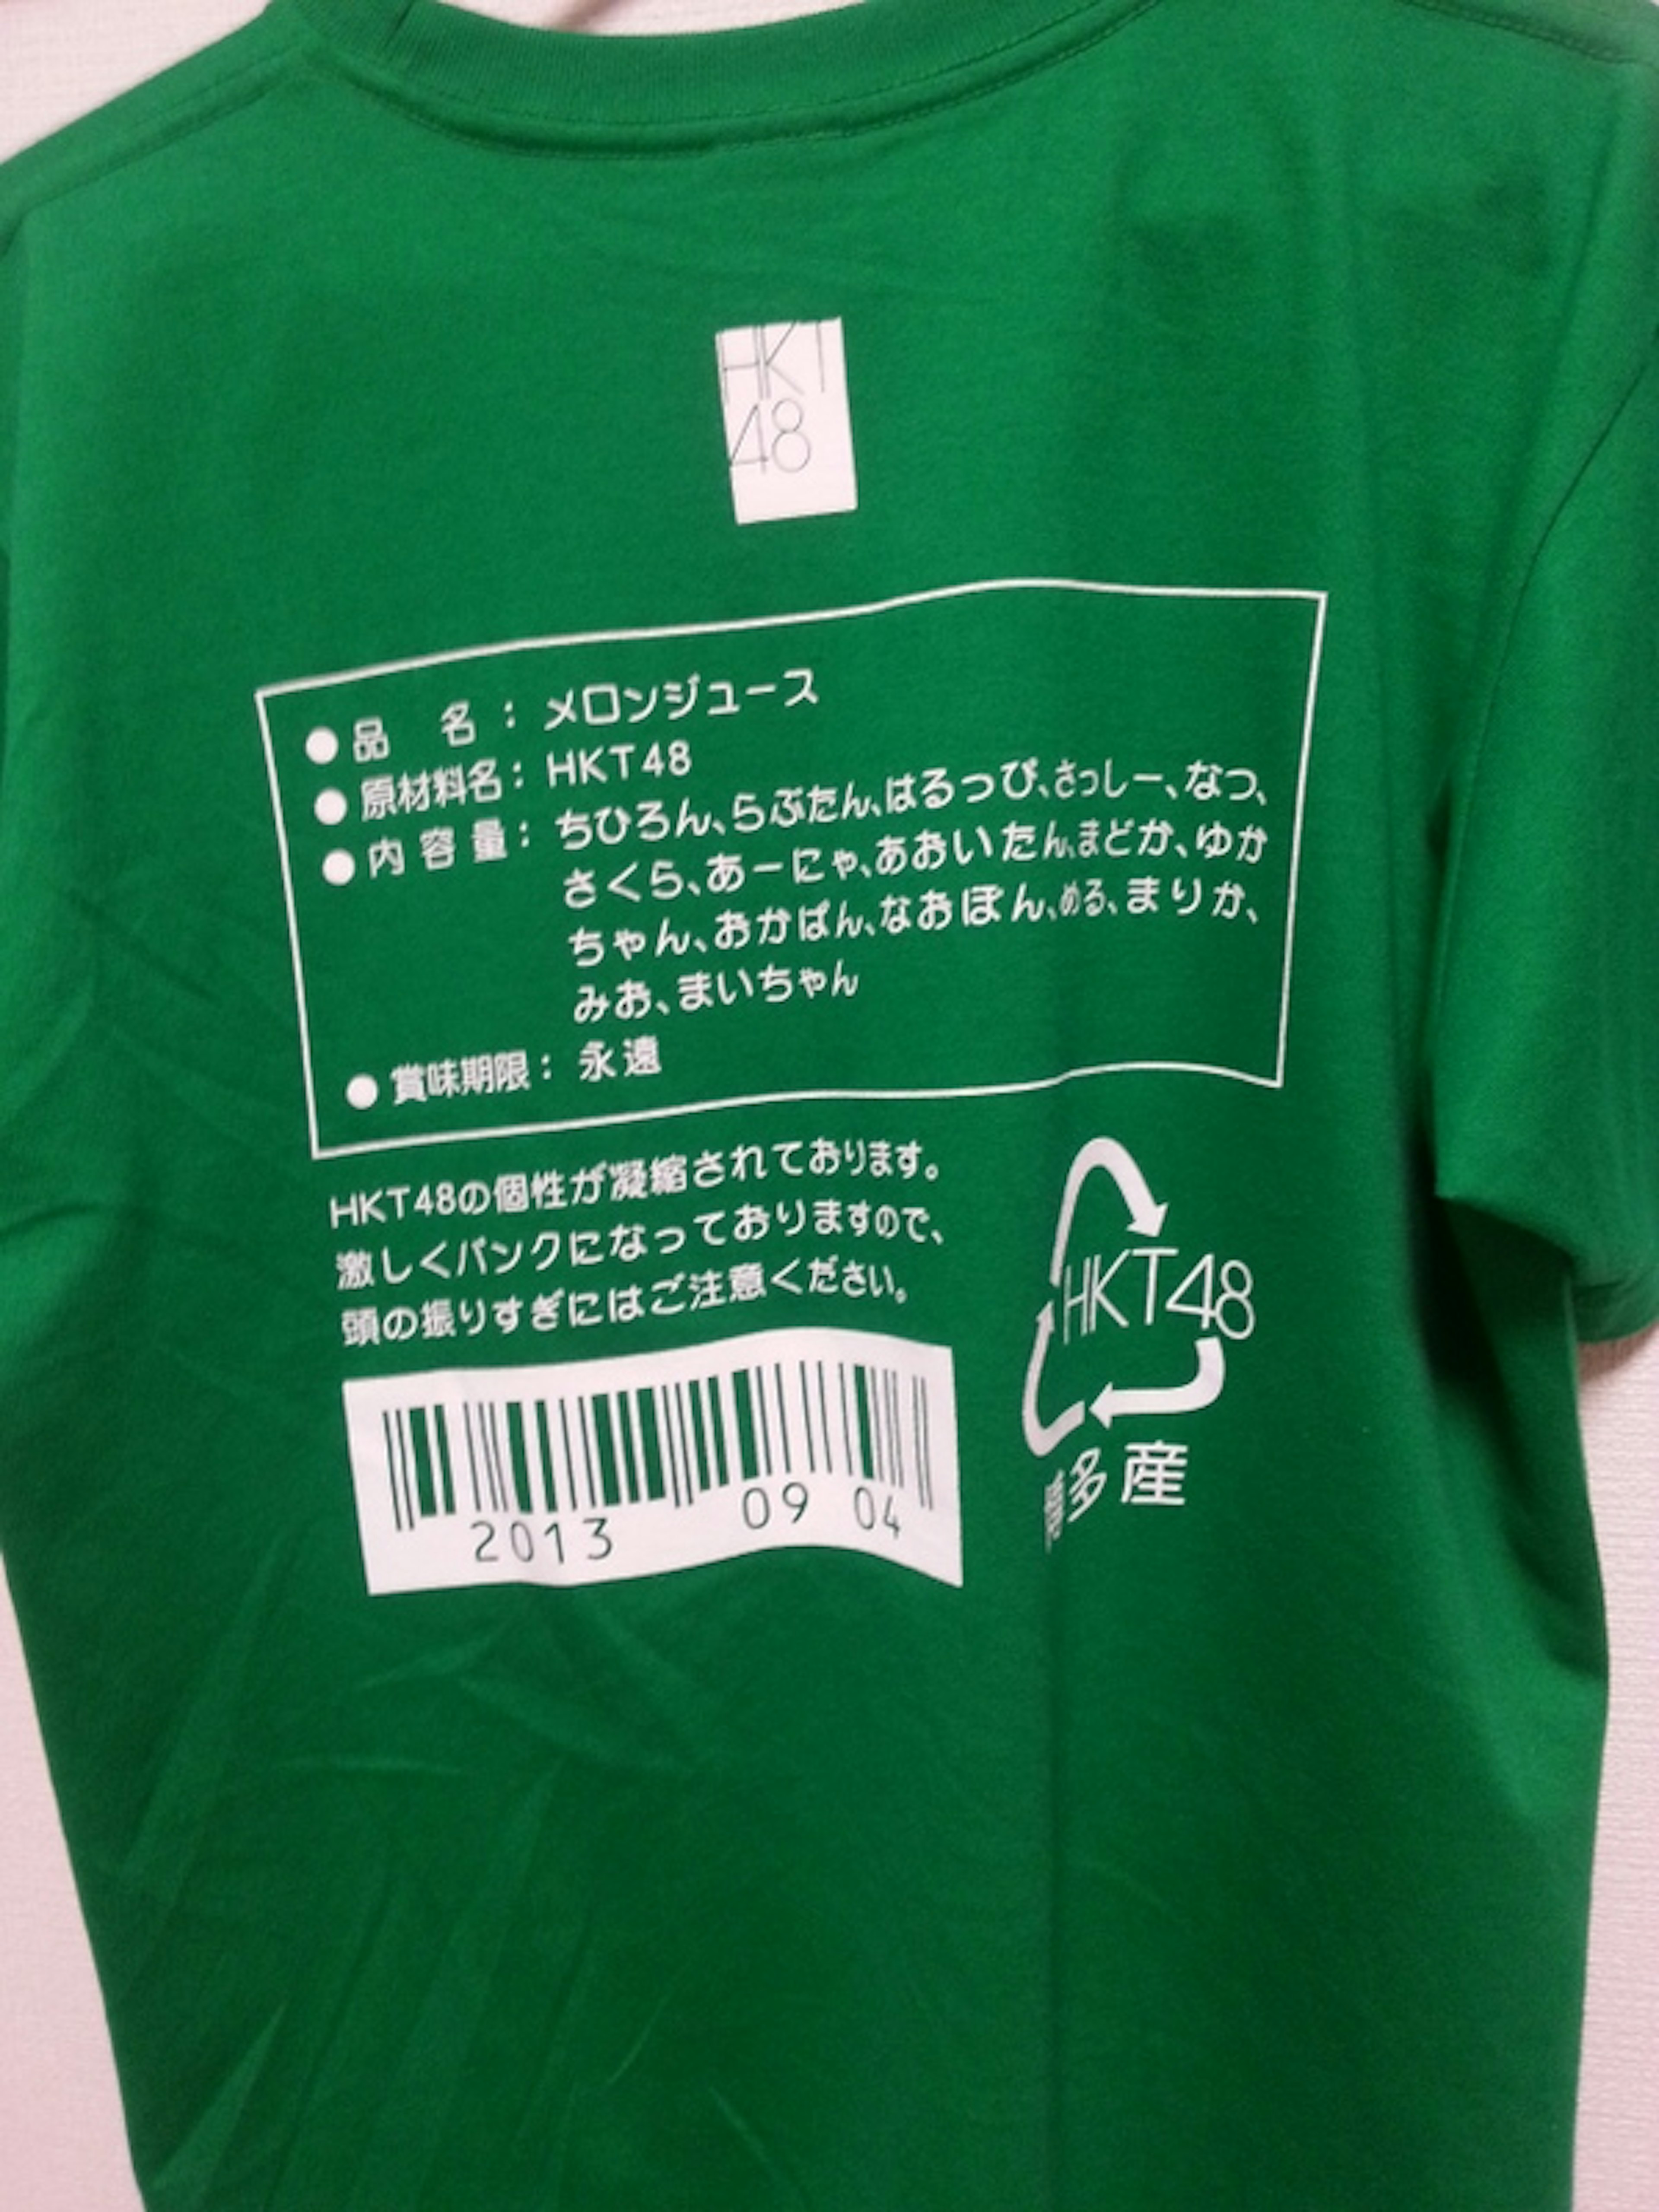 HKT
48
●品 名：メロンジュース
●原材料名：HKT48
●内容量：ちひろん、らぶたん、はるっぴ、さっしー、なつ、
さくら、あーにゃ、あおいたん、まどか、ゆか
ちゃん、おかぱん、なおぽん、める、まりか、
みお、まいちゃん
●賞味期限：永遠
HKT48の個性が凝縮されております。
激しくパンクになっておりますので、
頭の振りすぎにはご注意ください。
2013 09 04
HKT48
博多産